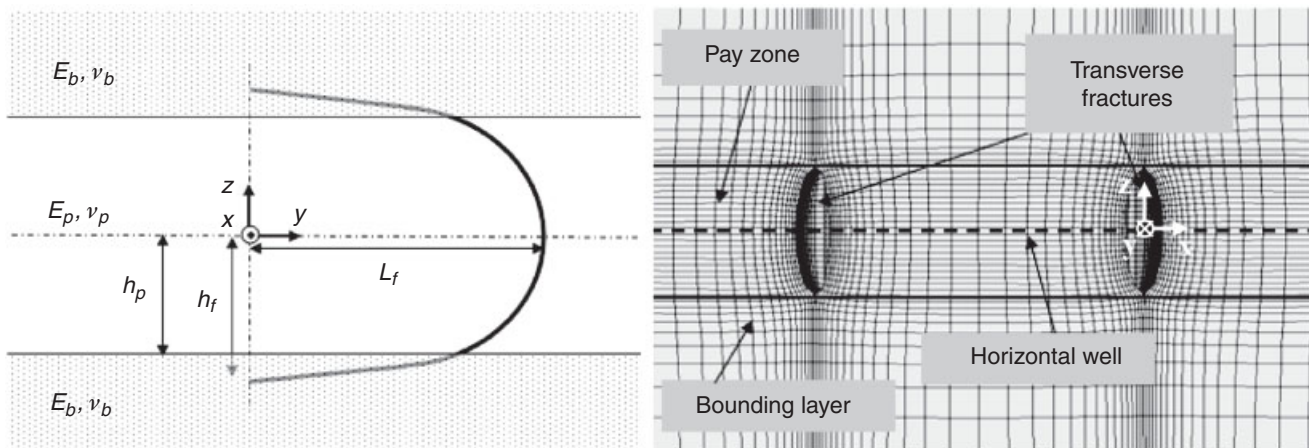 E_b, ν_b
z
E_p, ν_p
x
y
L_f
h_p
h_f
E_b, ν_b
Pay zone
Transverse
fractures
Z
Y
X
Horizontal well
Bounding layer